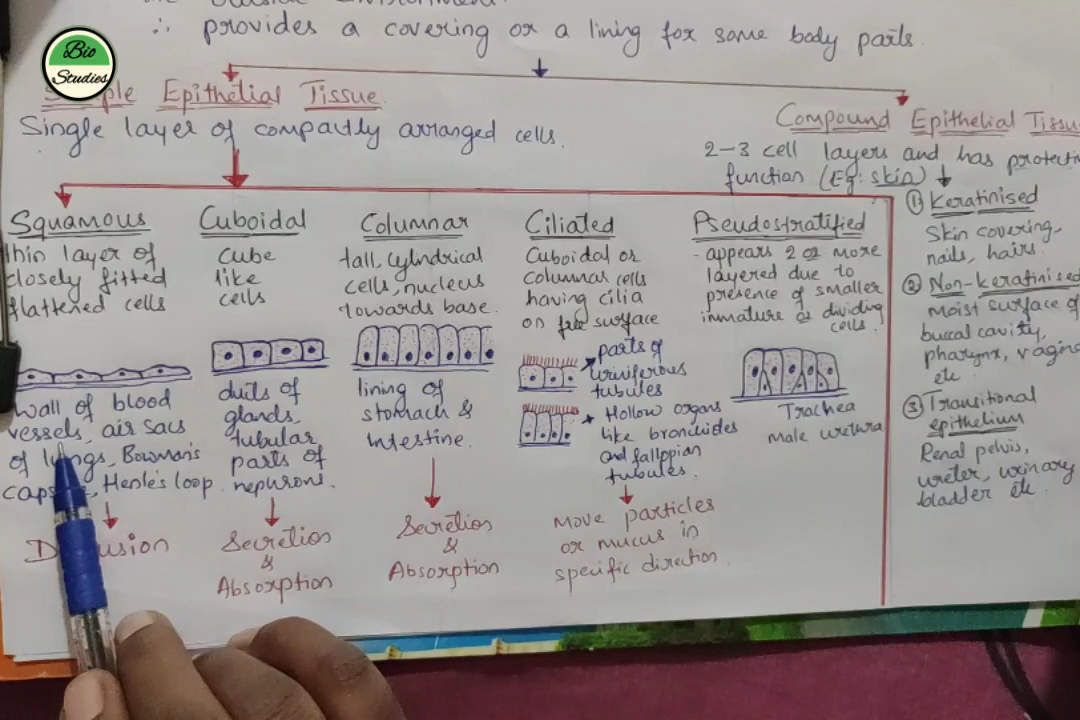 ∴ provides a covering or a lining for some body parts.
Bio
Studies
Simple Epithelial Tissue
Single layer of compactly arranged cells.
Compound Epithelial Tissu
2-3 cell layers and has protecti
function (Eg: skin)
Squamous
thin layer of
closely fitted
flattened cells
wall of blood
vessels, air sacs
of lungs, Bowman's
Henle's loop
Diffusion
Cuboidal
Cube
like
cells
ducts of
glands,
tubular
parts of
nephrons.
Secretion
&
Absorption
Columnar
tall, cylindrical
cells, nucleus
towards base.
lining of
stomach &
Intestine.
Secretion
&
Absorption
Ciliated
Cuboidal or
columnar cells
having cilia
on free surface
parts of
uriniferous
tubules
Hollow organs
like bronchioles
and fallopian
tubules.
Move particles
or mucus in
specific direction.
Pseudostratified
- appears 2 or more
layered due to
presence of smaller
immature or dividing
cells.
Trachea
Male urethra
① Keratinised
Skin covering,
nails, hairs.
② Non-keratinised
moist surface of
buccal cavity,
pharynx, vagina
etc.
③ Transitional
epithelium
Renal pelvis,
ureter, urinary
bladder etc.